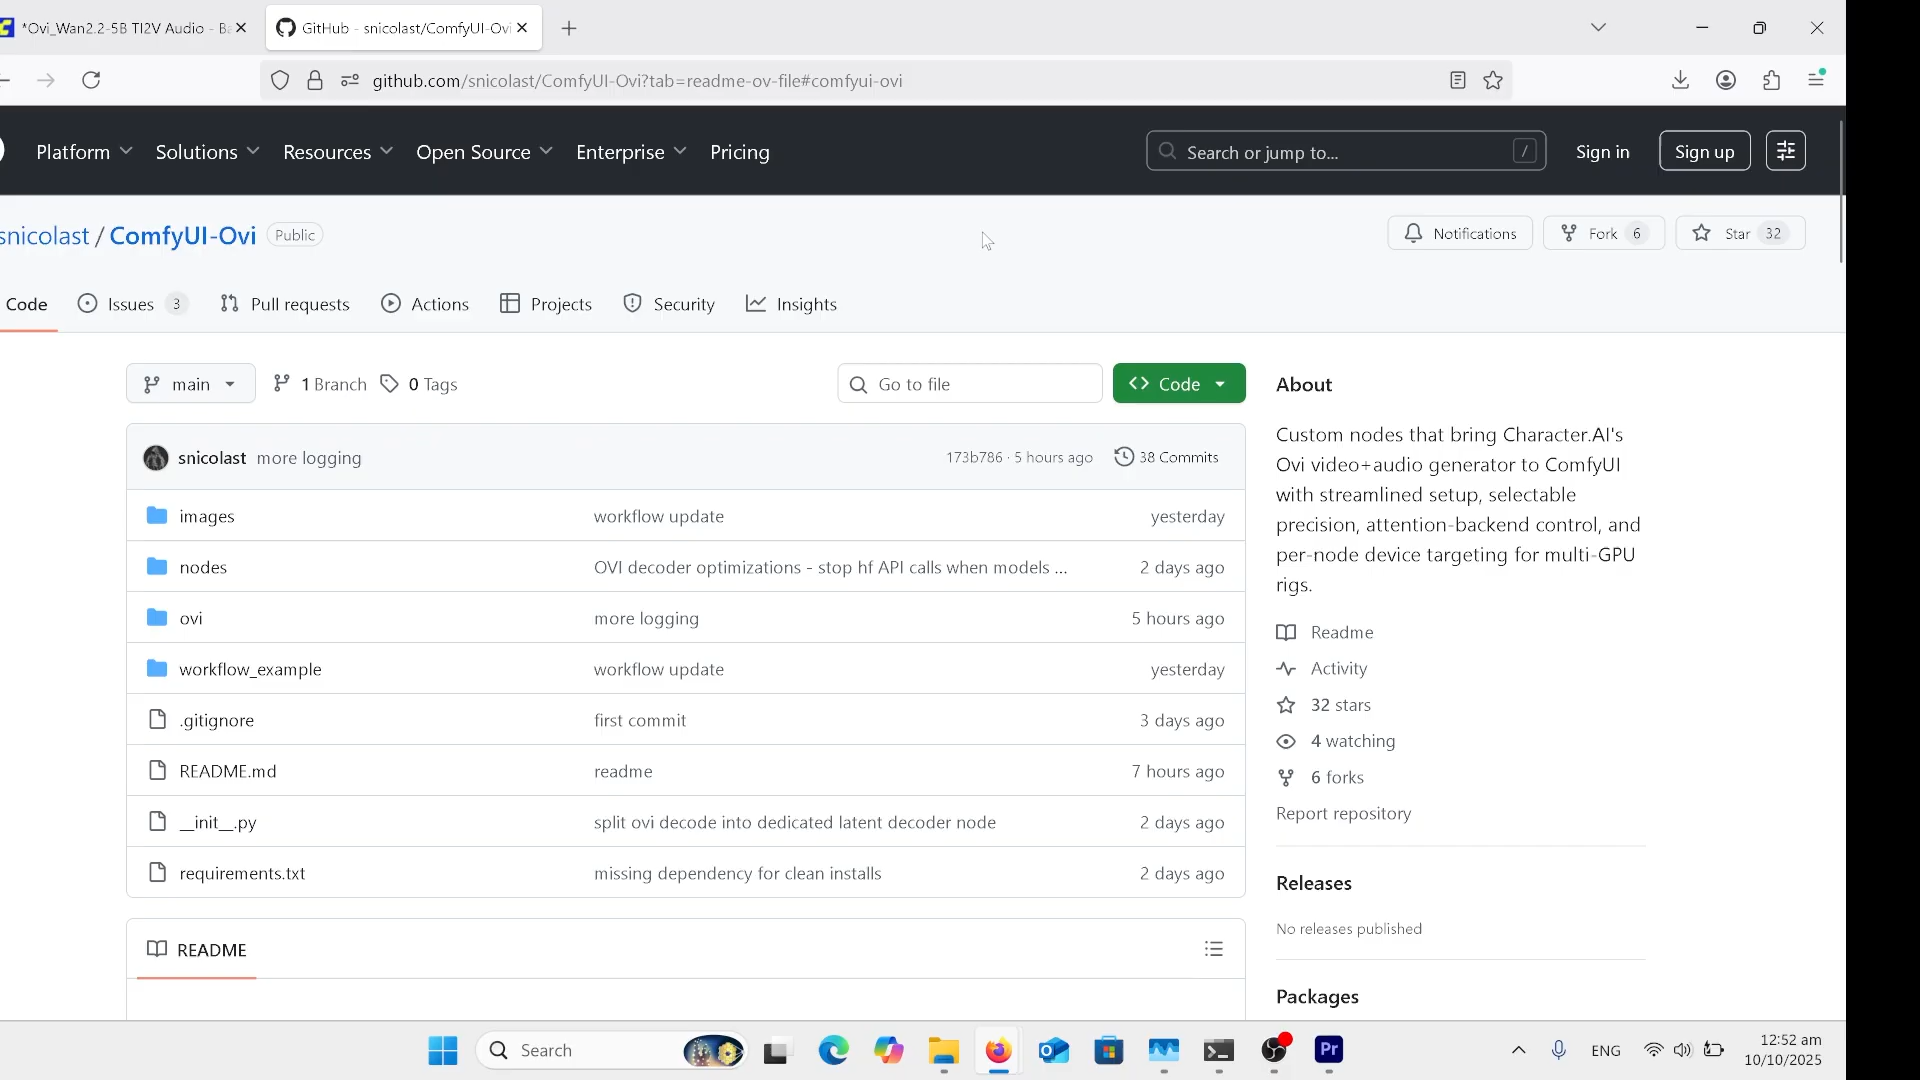 *Ovi_Wan2.2-5B TI2V Audio - Ba
GitHub - snicolast/ComfyUI-Ovi
github.com/snicolast/ComfyUI-Ovi?tab=readme-ov-file#comfyui-ovi
Platform
Solutions
Resources
Open Source
Enterprise
Pricing
Search or jump to...
/
Sign in
Sign up
snicolast / ComfyUI-Ovi
Public
Notifications
Fork 6
Star 32
Code
Issues 3
Pull requests
Actions
Projects
Security
Insights
main
1 Branch
0 Tags
Go to file
Code
snicolast more logging
173b786 · 5 hours ago
38 Commits
images workflow update yesterday
nodes OVI decoder optimizations - stop hf API calls when models ... 2 days ago
ovi more logging 5 hours ago
workflow_example workflow update yesterday
.gitignore first commit 3 days ago
README.md readme 7 hours ago
__init__.py split ovi decode into dedicated latent decoder node 2 days ago
requirements.txt missing dependency for clean installs 2 days ago
README
About
Custom nodes that bring Character.AI's
Ovi video+audio generator to ComfyUI
with streamlined setup, selectable
precision, attention-backend control, and
per-node device targeting for multi-GPU
rigs.
Readme
Activity
32 stars
4 watching
6 forks
Report repository
Releases
No releases published
Packages
Search
Pr
ENG
12:52 am
10/10/2025